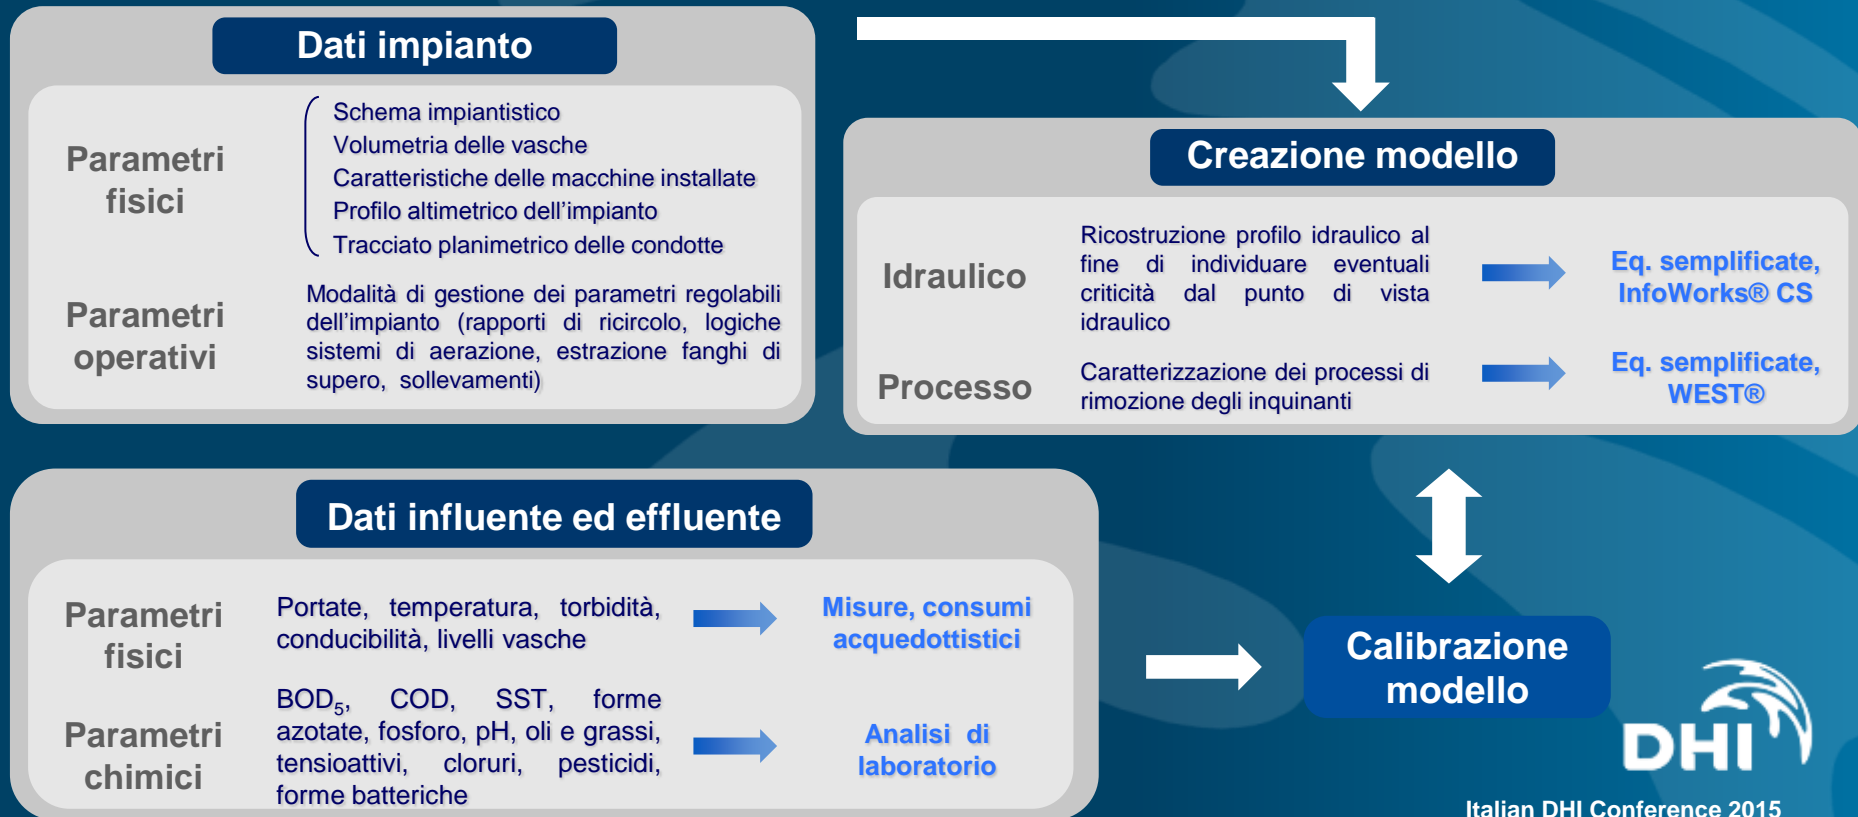 Dati impianto
Parametri
fisici
Schema impiantistico
Volumetria delle vasche
Caratteristiche delle macchine installate
Profilo altimetrico dell'impianto
Tracciato planimetrico delle condotte
Parametri
operativi
Modalità di gestione dei parametri regolabili
dell'impianto (rapporti di ricircolo, logiche
sistemi di aerazione, estrazione fanghi di
supero, sollevamenti)
Creazione modello
Idraulico
Ricostruzione profilo idraulico al
fine di individuare eventuali
criticità dal punto di vista
idraulico
Eq. semplificate,
InfoWorks® CS
Processo
Caratterizzazione dei processi di
rimozione degli inquinanti
Eq. semplificate,
WEST®
Dati influente ed effluente
Parametri
fisici
Portate, temperatura, torbidità,
conducibilità, livelli vasche
Misure, consumi
acquedottistici
Parametri
chimici
BOD₅, COD, SST, forme
azotate, fosforo, pH, oli e grassi,
tensioattivi, cloruri, pesticidi,
forme batteriche
Analisi di
laboratorio
Calibrazione
modello
DHI
Italian DHI Conference 2015